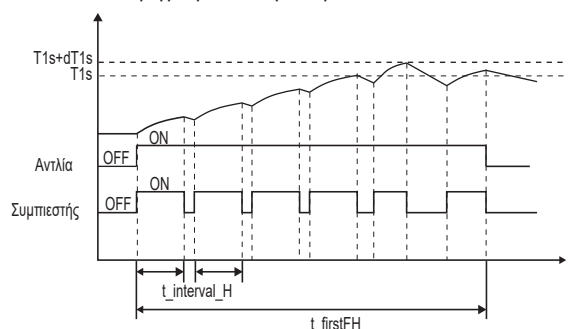 T1s+dT1s
T1s
ON
Αντλία
OFF
ON
Συμπιεστής
OFF
t_interval_H
t_firstFH